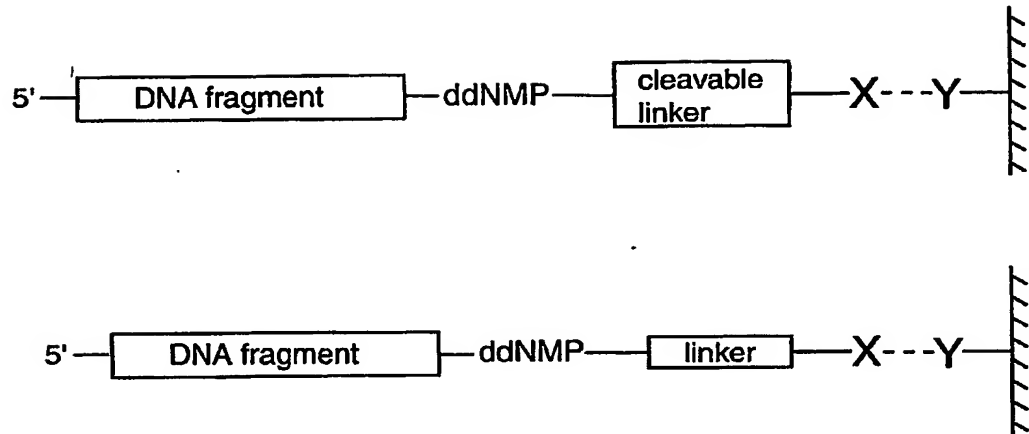 5' DNA fragment ddNMP cleavable linker X---Y
5' DNA fragment ddNMP linker X---Y